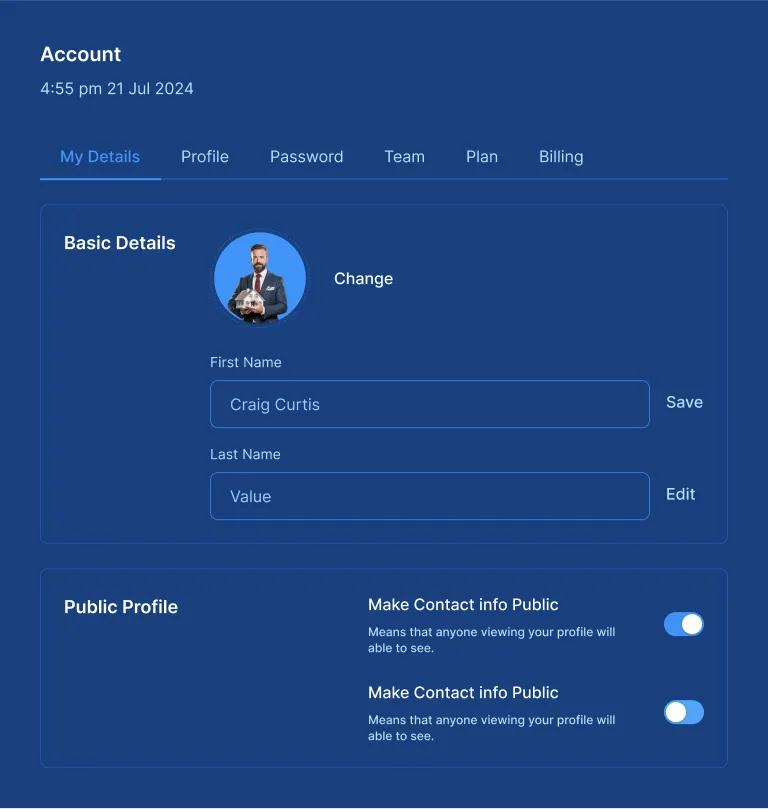 Account
4:55 pm 21 Jul 2024
My Details Profile Password Team Plan Billing
Basic Details
Change
First Name
Craig Curtis
Save
Last Name
Value
Edit
Public Profile
Make Contact info Public
Means that anyone viewing your profile will
able to see.
Make Contact info Public
Means that anyone viewing your profile will
able to see.